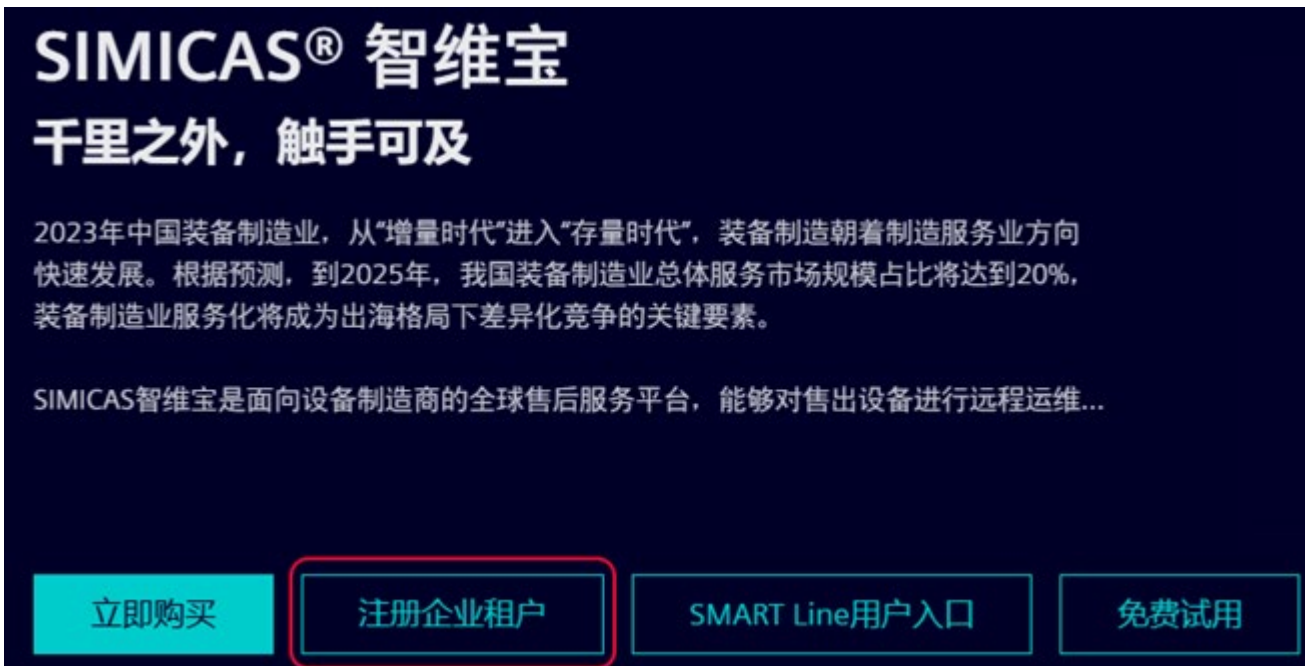 SIMICAS® 智维宝
千里之外，触手可及
2023年中国装备制造业，从“增量时代”进入“存量时代”，装备制造朝着制造服务业方向
快速发展。根据预测，到2025年，我国装备制造业总体服务市场规模占比将达到20%，
装备制造业服务化将成为出海格局下差异化竞争的关键要素。
SIMICAS智维宝是面向设备制造商的全球售后服务平台，能够对售出设备进行远程运维...
立即购买
注册企业租户
SMART Line用户入口
免费试用